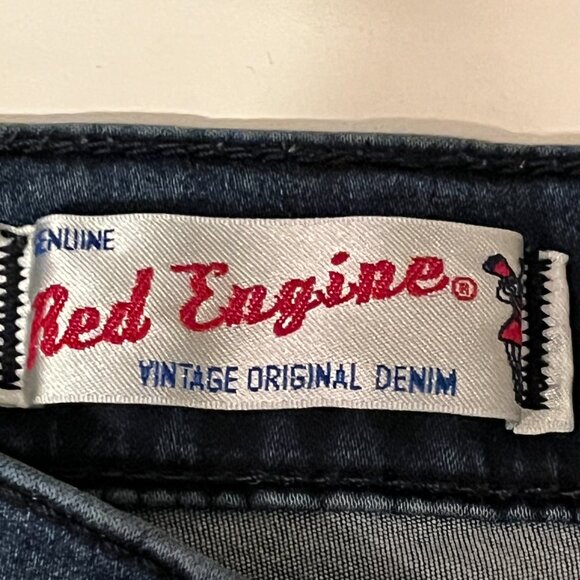 ENUINE
Red Engine®
VINTAGE ORIGINAL DENIM